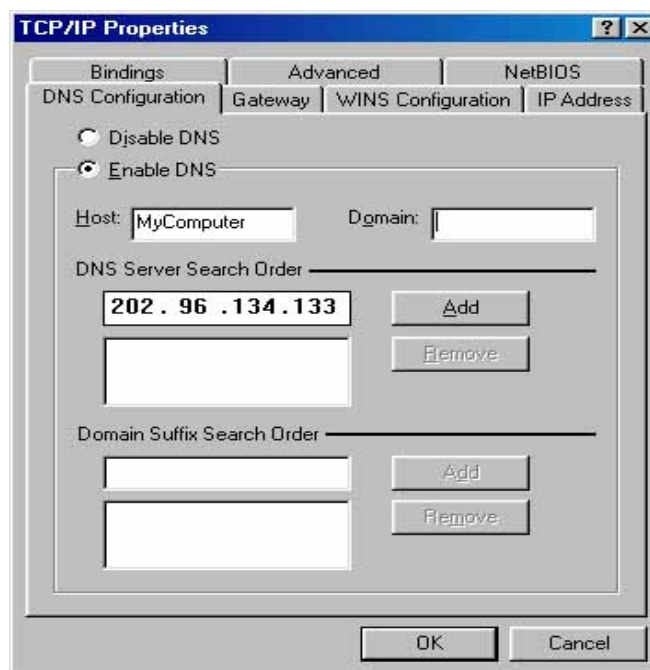 TCP/IP Properties
Bindings Advanced NetBIOS
DNS Configuration Gateway WINS Configuration IP Address
Disable DNS
Enable DNS
Host: MyComputer Domain:
DNS Server Search Order
202. 96 .134.133 Add
Remove
Domain Suffix Search Order
Add
Remove
OK Cancel